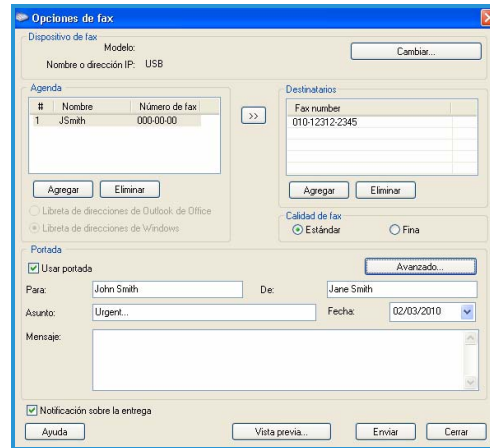 Opciones de fax
Dispositivo de fax
Modelo:
Cambiar...
Nombre o dirección IP: USB
Agenda
# Nombre Número de fax
1 JSmith 000-00-00
>>
Agregar Eliminar
Libreta de direcciones de Outlook de Office
Libreta de direcciones de Windows
Destinatarios
Fax number
010-12312-2345
Agregar Eliminar
Calidad de fax
Estándar Fina
Portada
Usar portada Avanzado...
Para: John Smith De: Jane Smith
Asunto: Urgent... Fecha: 02/03/2010
Mensaje:
Notificación sobre la entrega
Ayuda Vista previa... Enviar Cerrar